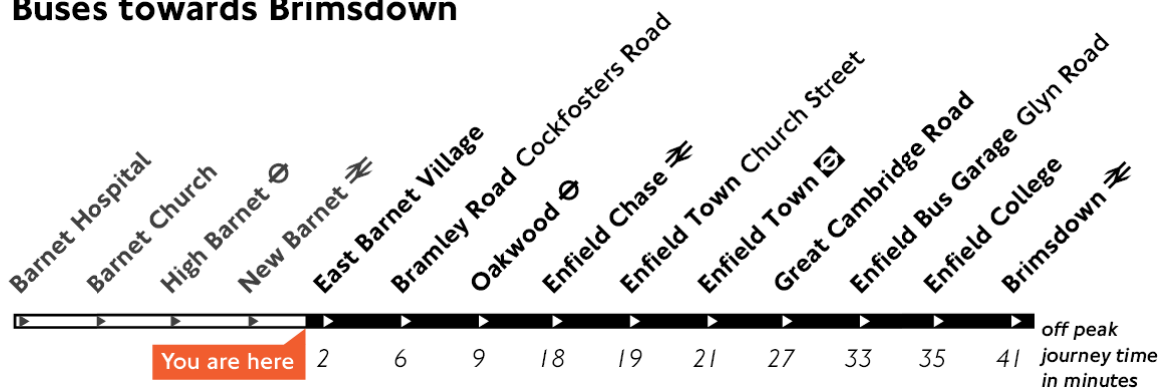 Buses towards Brimsdown
Barnet Hospital
Barnet Church
High Barnet
New Barnet
East Barnet Village
Bramley Road Cockfosters Road
Oakwood
Enfield Chase
Enfield Town Church Street
Enfield Town
Great Cambridge Road
Enfield Bus Garage Glyn Road
Enfield College
Brimsdown
You are here
2 6 9 18 19 21 27 33 35 41
off peak
journey time
in minutes